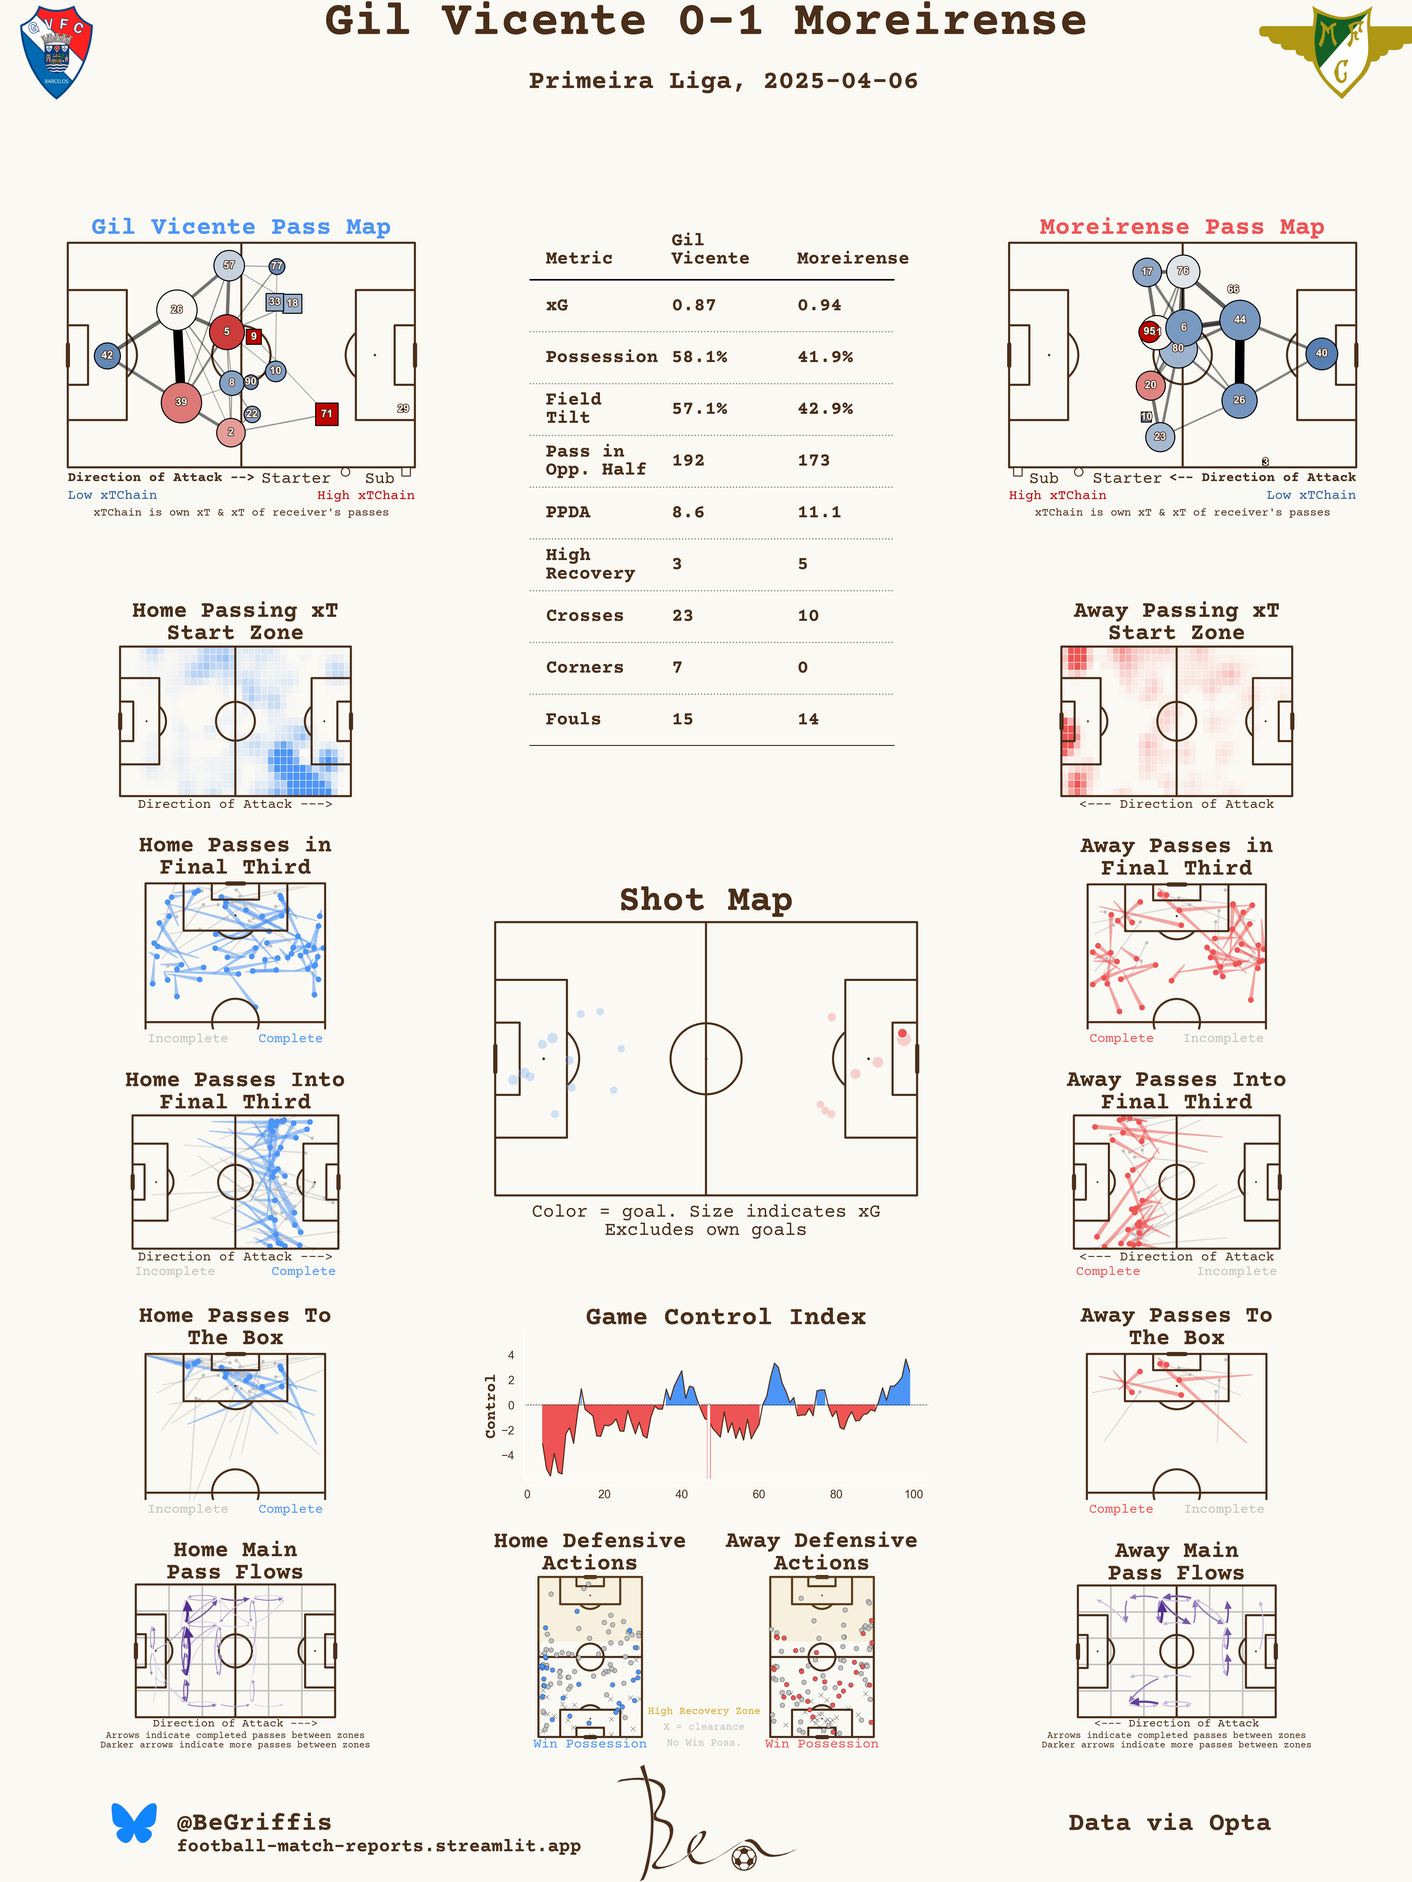 Gil Vicente 0-1 Moreirense
Primeira Liga, 2025-04-06
G V F C
BARCELOS
M F C
Gil Vicente Pass Map
57
77
26
33
18
5
9
42
10
8
90
39
22
71
29
2
Direction of Attack --> Starter Sub
Low xTChain High xTChain
xTChain is own xT & xT of receiver's passes
Metric Gil Vicente Moreirense
xG 0.87 0.94
Possession 58.1% 41.9%
Field Tilt 57.1% 42.9%
Pass in Opp. Half 192 173
PPDA 8.6 11.1
High Recovery 3 5
Crosses 23 10
Corners 7 0
Fouls 15 14
Moreirense Pass Map
17
76
66
44
6
95
80
40
20
26
10
23
3
Sub Starter <-- Direction of Attack
High xTChain Low xTChain
xTChain is own xT & xT of receiver's passes
Home Passing xT
Start Zone
Direction of Attack --->
Away Passing xT
Start Zone
<--- Direction of Attack
Home Passes in
Final Third
Incomplete Complete
Away Passes in
Final Third
Complete Incomplete
Shot Map
Color = goal. Size indicates xG
Excludes own goals
Home Passes Into
Final Third
Direction of Attack --->
Incomplete Complete
Away Passes Into
Final Third
<--- Direction of Attack
Complete Incomplete
Home Passes To
The Box
Incomplete Complete
Game Control Index
Control
4
2
0
−2
−4
0 20 40 60 80 100
Away Passes To
The Box
Complete Incomplete
Home Main
Pass Flows
Direction of Attack --->
Arrows indicate completed passes between zones
Darker arrows indicate more passes between zones
Home Defensive
Actions
Win Possession
High Recovery Zone
X = clearance
No Win Poss.
Away Defensive
Actions
Win Possession
Away Main
Pass Flows
<--- Direction of Attack
Arrows indicate completed passes between zones
Darker arrows indicate more passes between zones
@BeGriffis
football-match-reports.streamlit.app
Ben
Data via Opta